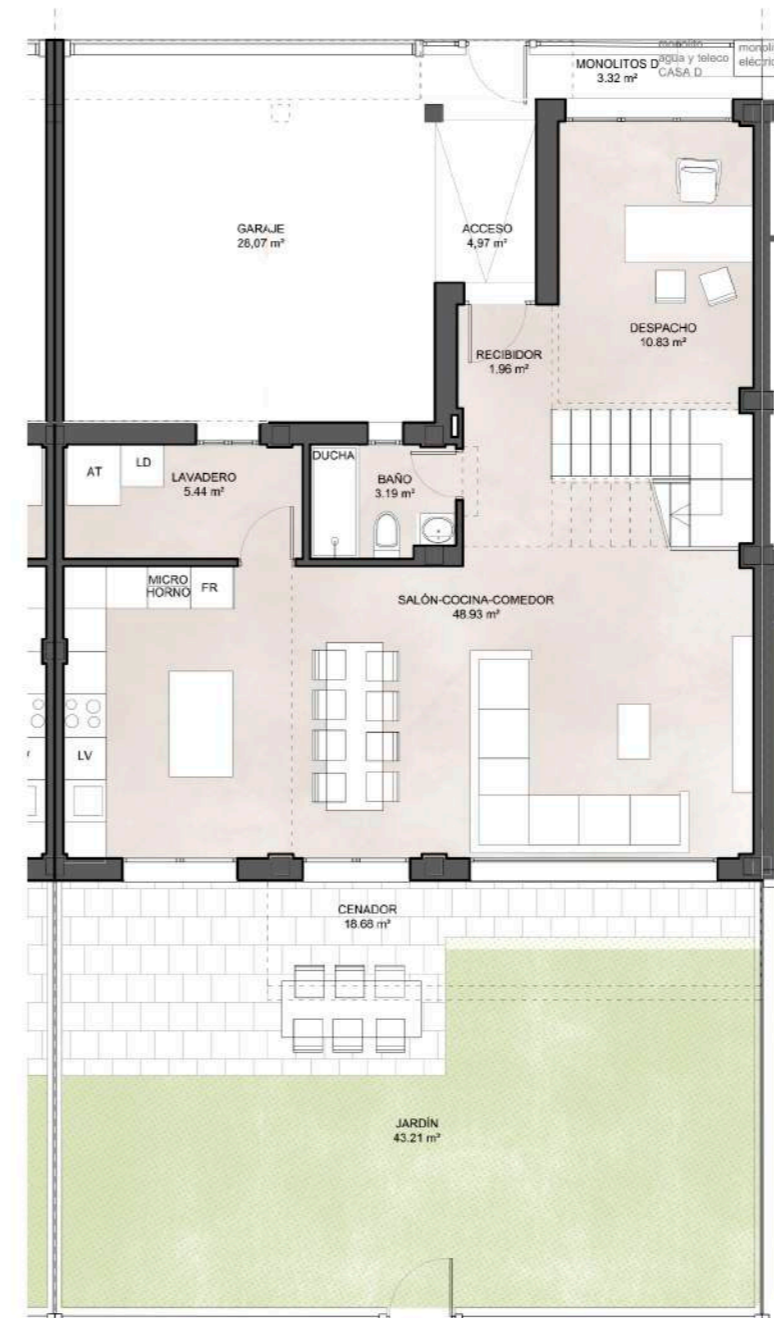 monolito
agua y teleco
CASA D
MONOLITOS D
3.32 m²
GARAJE
28,07 m²
ACCESO
4,97 m²
DESPACHO
10.83 m²
RECIBIDOR
1.96 m²
AT
LD
LAVADERO
5.44 m²
DUCHA
BAÑO
3.19 m²
MICRO
HORNO
FR
SALÓN-COCINA-COMEDOR
48.93 m²
LV
CENADOR
18.68 m²
JARDÍN
43.21 m²